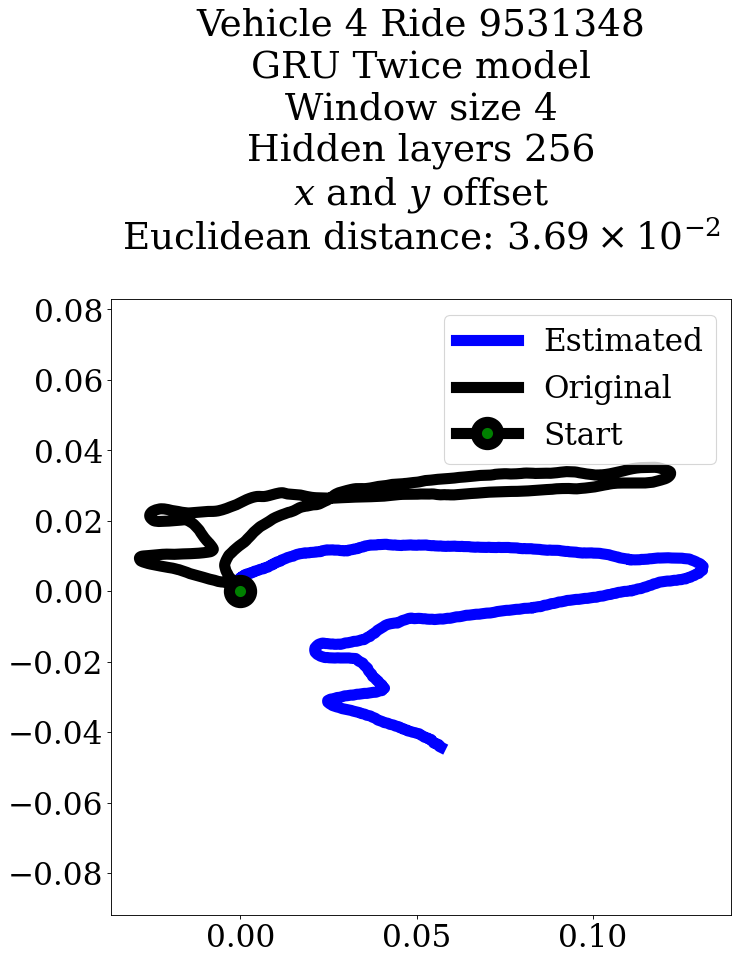 Vehicle 4 Ride 9531348
GRU Twice model
Window size 4
Hidden layers 256
x and y offset
Euclidean distance: 3.69 × 10⁻²
Estimated
Original
Start
0.08
0.06
0.04
0.02
0.00
−0.02
−0.04
−0.06
−0.08
0.00 0.05 0.10